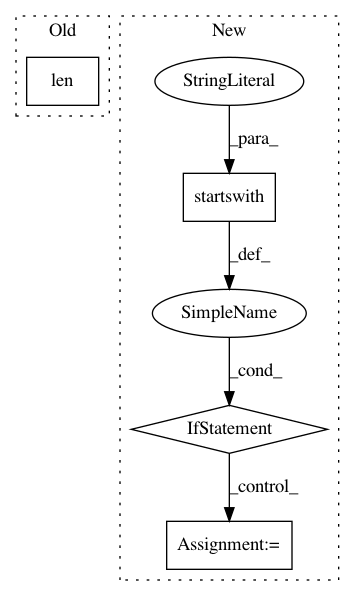 Old
New
len
StringLiteral
_para_
startswith
_def_
SimpleName
_cond_
IfStatement
_control_
Assignment:=